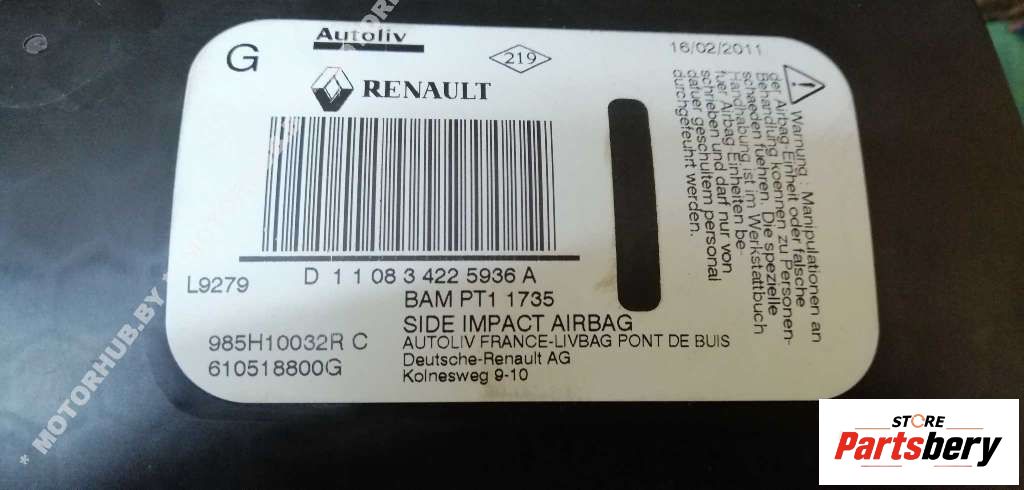 G
Autoliv
219
16/02/2011
RENAULT
Warnung : Manipulationen an
der Airbag-Einheit oder falsche
Behandlung koennen zu Personen-
schaeden fuehren. Die spezielle
Handhabung ist im Werkstattbuch
fuer Airbag-Einheiten be-
schrieben und darf nur von
dafuer geschultem personal
durchgefeuhrt werden.
D 1 1 08 3 422 5936 A
L9279
BAM PT1 1735
SIDE IMPACT AIRBAG
985H10032R C
AUTOLIV FRANCE-LIVBAG PONT DE BUIS
610518800G
Deutsche-Renault AG
Kolnesweg 9-10
* MOTORHUB.BY *
STORE
Partsbery